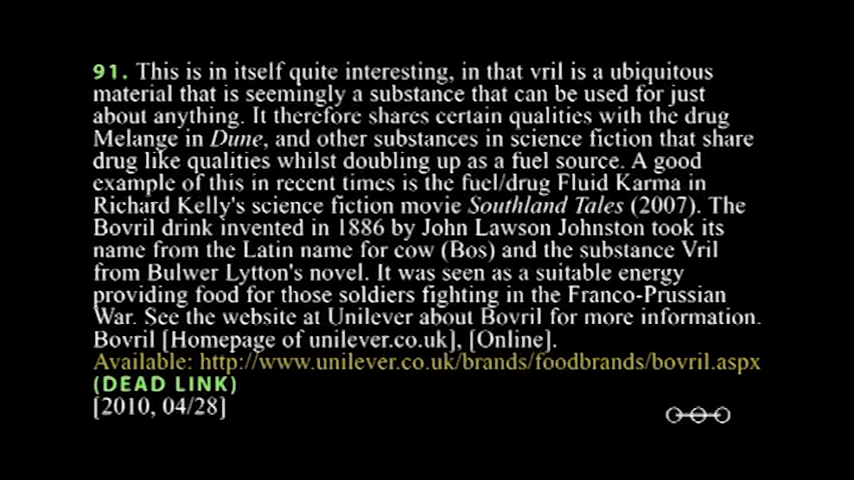 91. This is in itself quite interesting, in that vril is a ubiquitous
material that is seemingly a substance that can be used for just
about anything. It therefore shares certain qualities with the drug
Melange in Dune, and other substances in science fiction that share
drug like qualities whilst doubling up as a fuel source. A good
example of this in recent times is the fuel/drug Fluid Karma in
Richard Kelly's science fiction movie Southland Tales (2007). The
Bovril drink invented in 1886 by John Lawson Johnston took its
name from the Latin name for cow (Bos) and the substance Vril
from Bulwer Lytton's novel. It was seen as a suitable energy
providing food for those soldiers fighting in the Franco-Prussian
War. See the website at Unilever about Bovril for more information.
Bovril [Homepage of unilever.co.uk], [Online].
Available: http://www.unilever.co.uk/brands/foodbrands/bovril.aspx
(DEAD LINK)
[2010, 04/28]